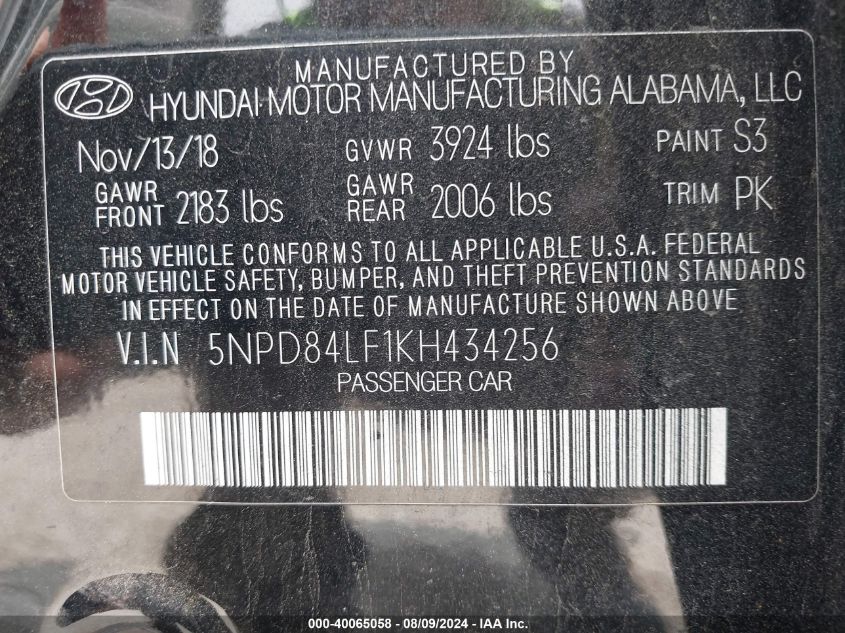 MANUFACTURED BY
HYUNDAI MOTOR MANUFACTURING ALABAMA, LLC
Nov/13/18 GVWR 3924 lbs PAINT S3
GAWR FRONT 2183 lbs GAWR REAR 2006 lbs TRIM PK
THIS VEHICLE CONFORMS TO ALL APPLICABLE U.S.A. FEDERAL
MOTOR VEHICLE SAFETY, BUMPER, AND THEFT PREVENTION STANDARDS
IN EFFECT ON THE DATE OF MANUFACTURE SHOWN ABOVE
V.I.N 5NPD84LF1KH434256
PASSENGER CAR
000-40065058 - 08/09/2024 - IAA Inc.